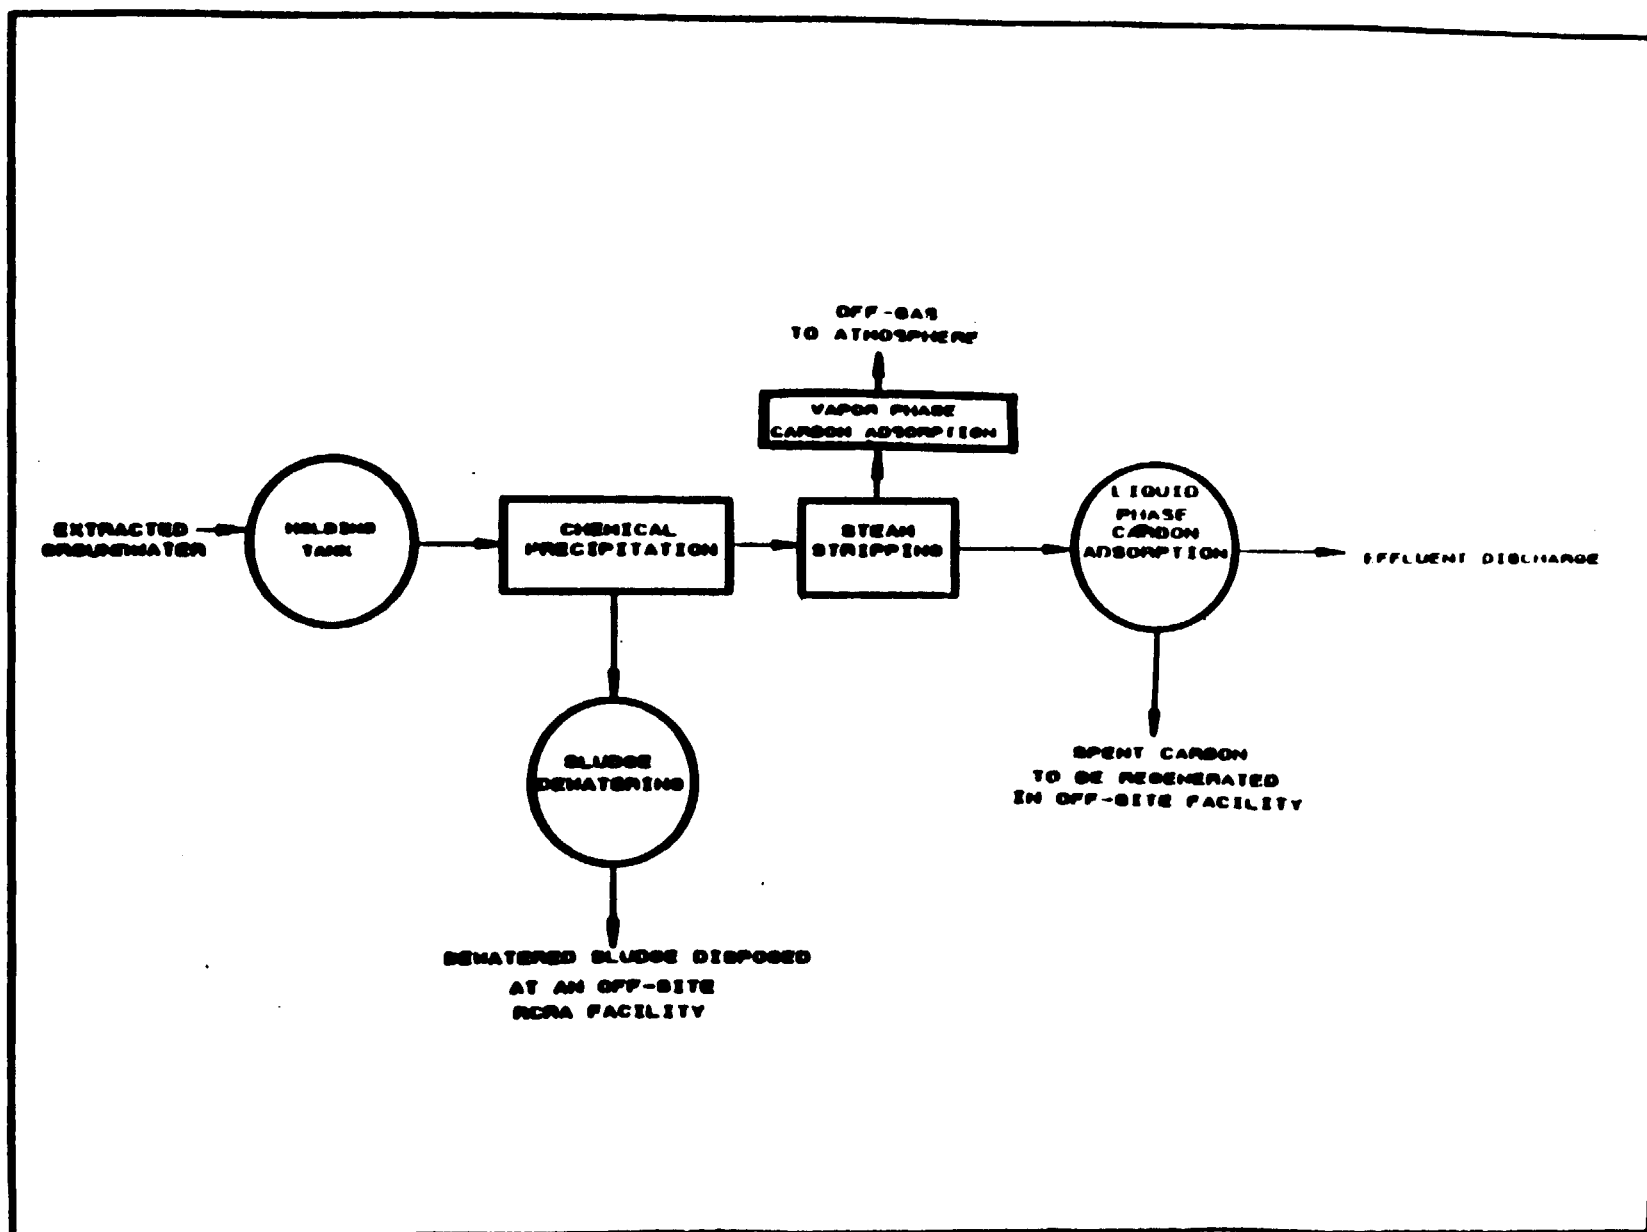 OFF-GAS
TO ATMOSPHERE
VAPOR PHASE
CARBON ADSORPTION
EXTRACTED
GROUNDWATER
HOLDING
TANK
CHEMICAL
PRECIPITATION
STEAM
STRIPPING
LIQUID
PHASE
CARBON
ADSORPTION
EFFLUENT DISCHARGE
SLUDGE
DEWATERING
SPENT CARBON
TO BE REGENERATED
IN OFF-SITE FACILITY
DEWATERED SLUDGE DISPOSED
AT AN OFF-SITE
RCRA FACILITY